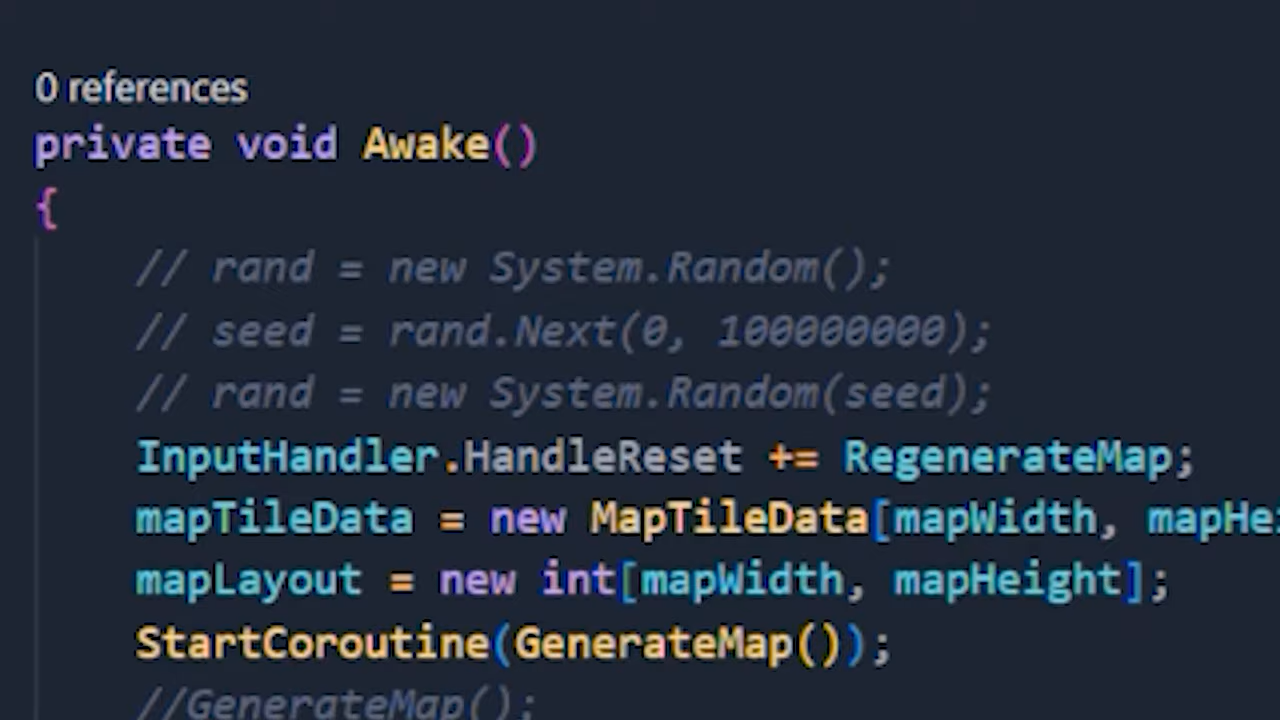 0 references
private void Awake()
{
// rand = new System.Random();
// seed = rand.Next(0, 100000000);
// rand = new System.Random(seed);
InputHandler.HandleReset += RegenerateMap;
mapTileData = new MapTileData[mapWidth, mapHe
mapLayout = new int[mapWidth, mapHeight];
StartCoroutine(GenerateMap());
//GenerateMap();